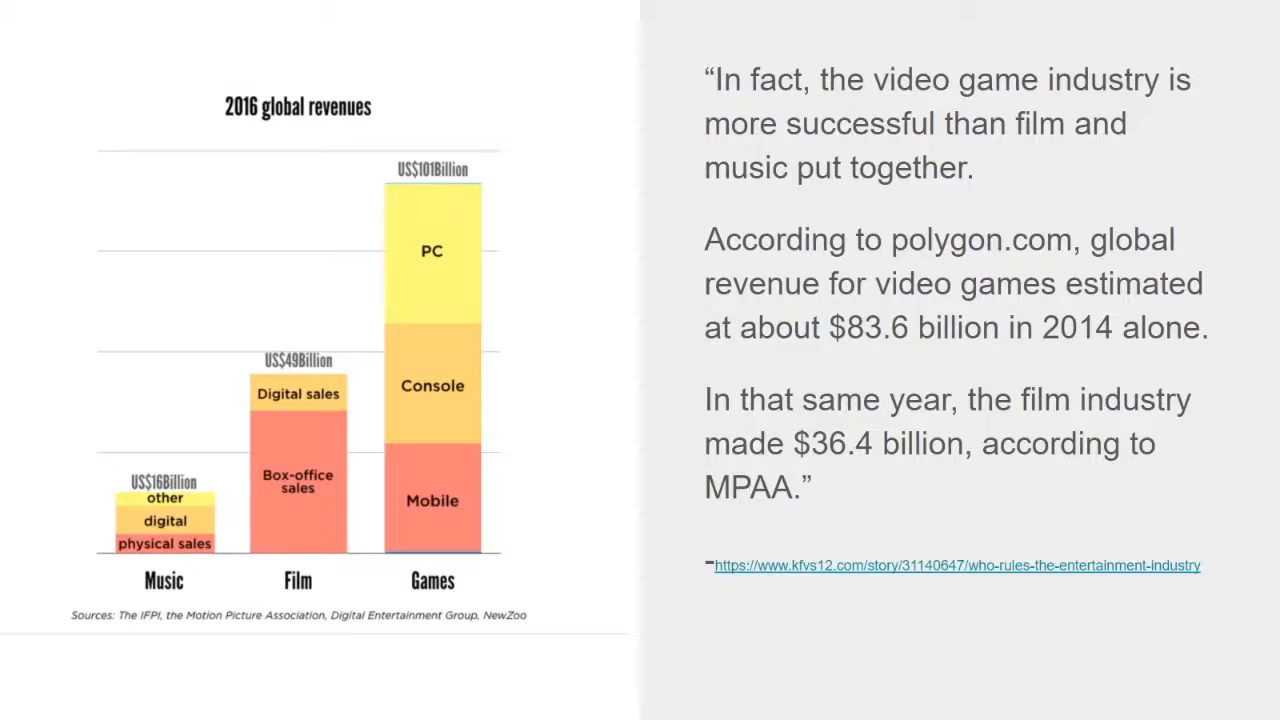 2016 global revenues
US$101Billion
PC
Console
Mobile
US$49Billion
Digital sales
Box-office
sales
US$16Billion
other
digital
physical sales
Music
Film
Games
Sources: The IFPI, the Motion Picture Association, Digital Entertainment Group, NewZoo
“In fact, the video game industry is
more successful than film and
music put together.
According to polygon.com, global
revenue for video games estimated
at about $83.6 billion in 2014 alone.
In that same year, the film industry
made $36.4 billion, according to
MPAA.”
-https://www.kfvs12.com/story/31140647/who-rules-the-entertainment-industry